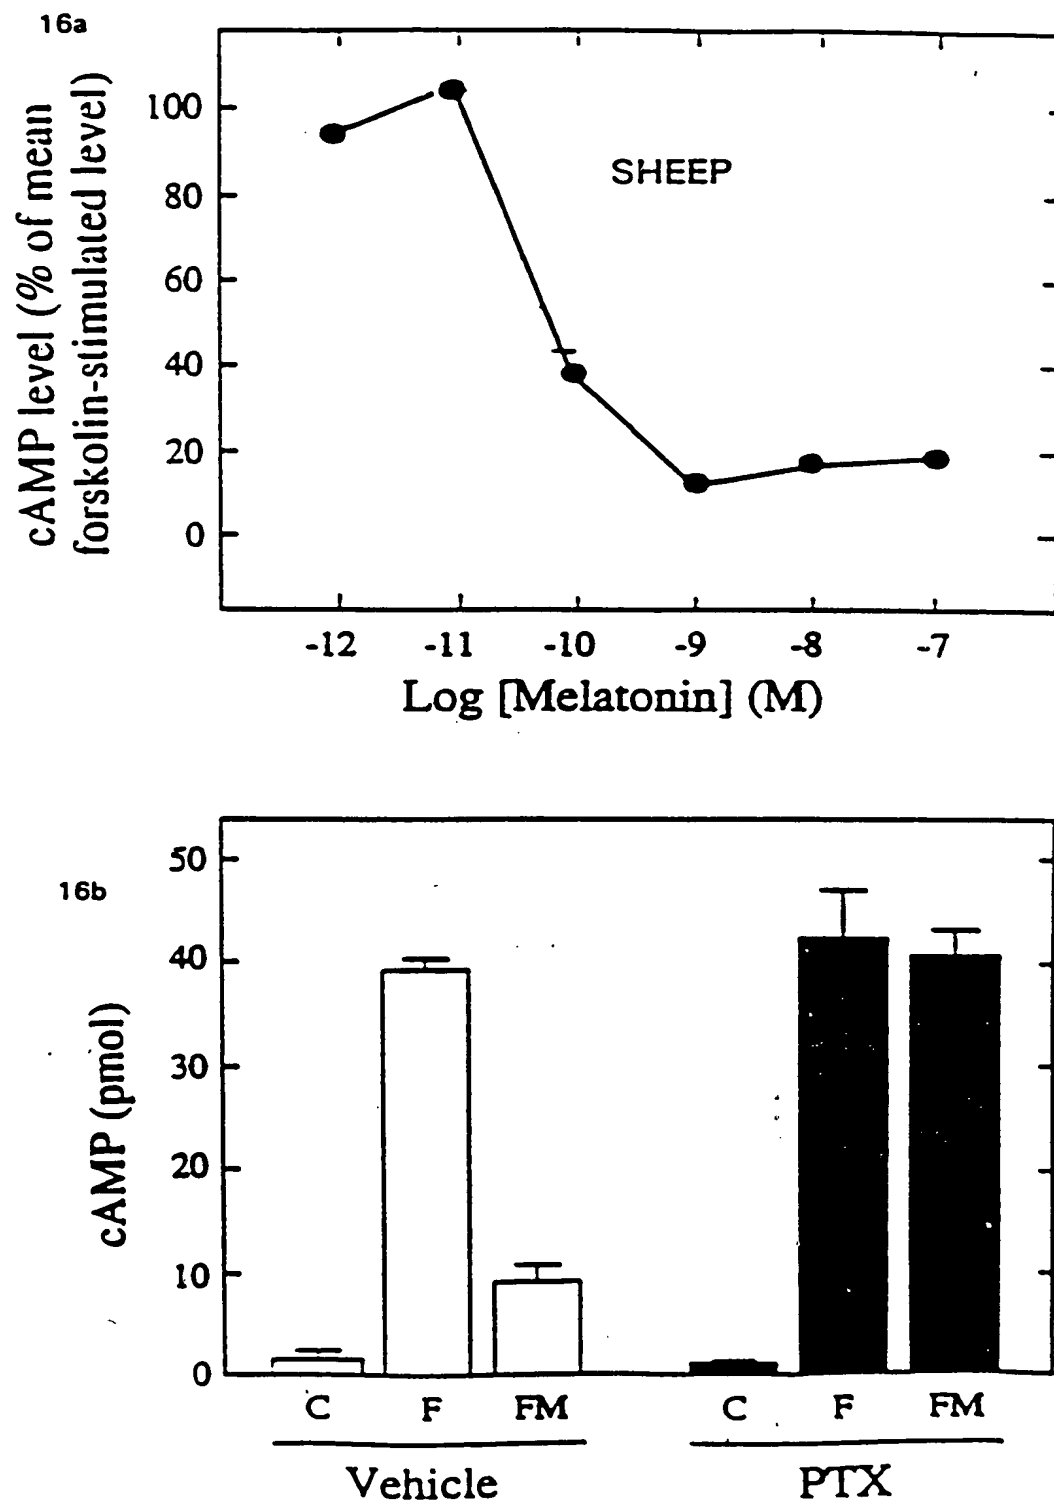 16a
cAMP level (% of mean
forskolin-stimulated level)
100
80
60
40
20
0
SHEEP
-12 -11 -10 -9 -8 -7
Log [Melatonin] (M)
16b
cAMP (pmol)
50
40
30
20
10
0
C F FM C F FM
Vehicle PTX